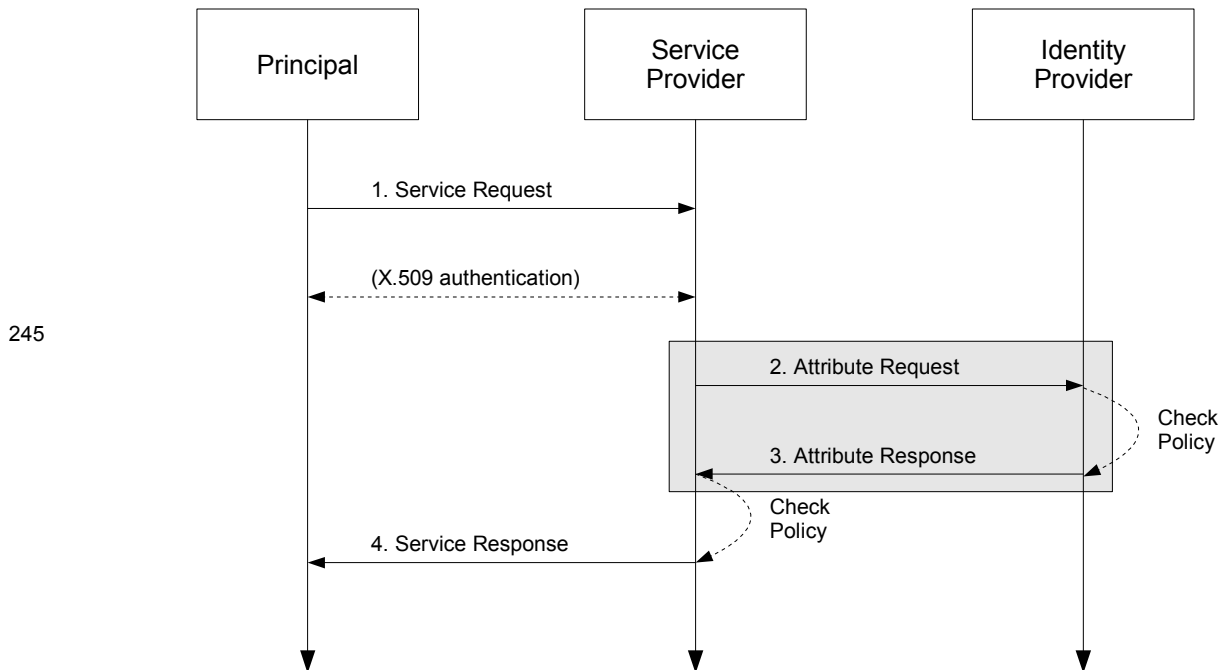 Principal
Service
Provider
Identity
Provider
1. Service Request
(X.509 authentication)
245
2. Attribute Request
Check
Policy
3. Attribute Response
Check
Policy
4. Service Response